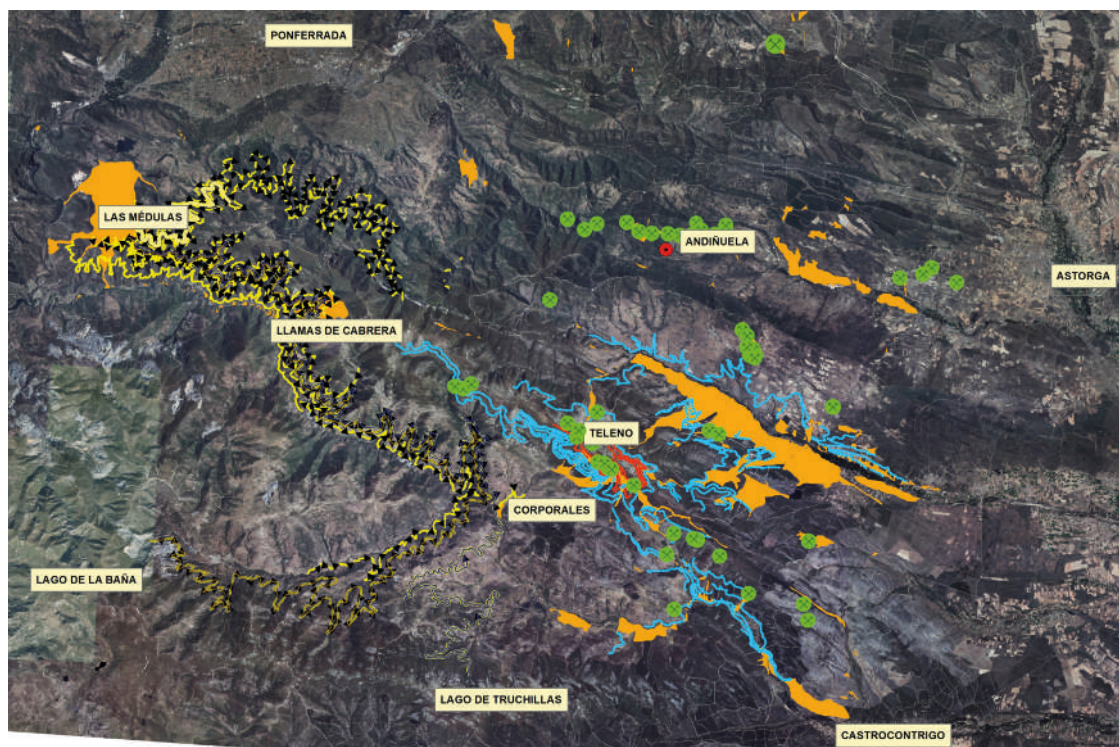 PONFERRADA
LAS MÉDULAS
ANDIÑUELA
ASTORGA
LLAMAS DE CABRERA
TELENO
CORPORALES
LAGO DE LA BAÑA
LAGO DE TRUCHILLAS
CASTROCONTRIGO